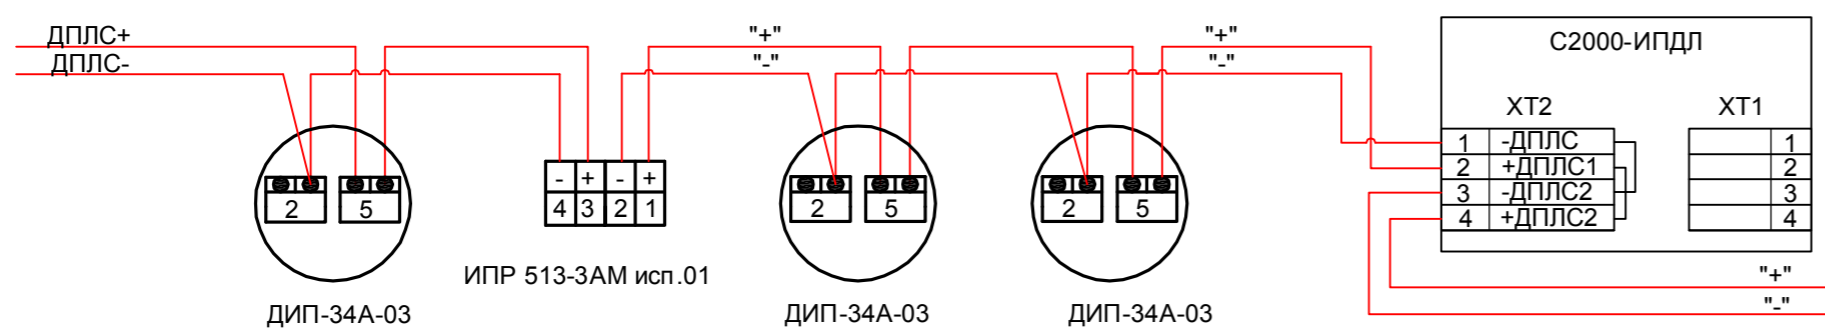 ДПЛС+
ДПЛС-
"+"
"-"
"+"
"-"
С2000-ИПДЛ
ХТ2
ХТ1
1 -ДПЛС
2 +ДПЛС1
3 -ДПЛС2
4 +ДПЛС2
1
2
3
4
2 5
- + - +
4 3 2 1
2 5
2 5
ИПР 513-3АМ исп.01
ДИП-34А-03
ДИП-34А-03
ДИП-34А-03
"+"
"-"